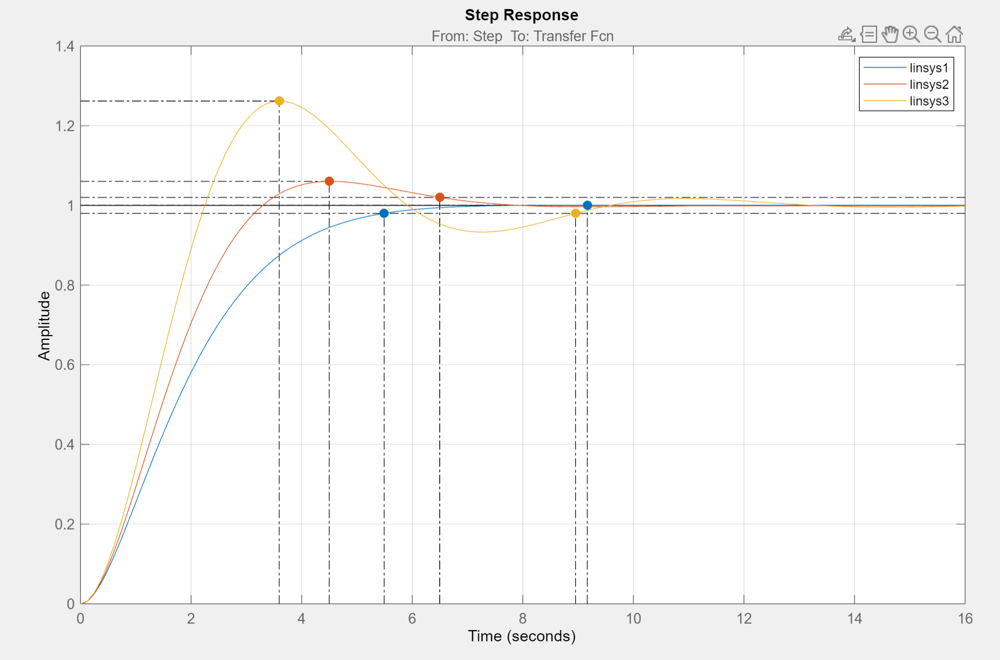 Step Response
From: Step  To: Transfer Fcn
linsys1
linsys2
linsys3
1.4
1.2
1
0.8
0.6
0.4
0.2
0
Amplitude
0 2 4 6 8 10 12 14 16
Time (seconds)